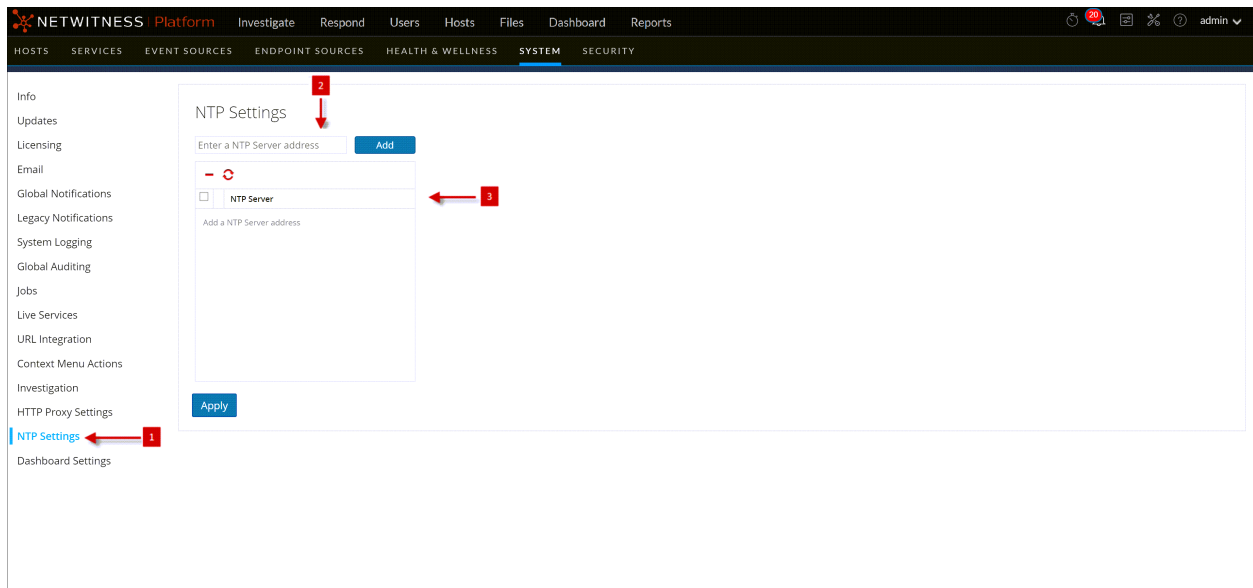 NETWITNESS Platform Investigate Respond Users Hosts Files Dashboard Reports 20 admin
HOSTS SERVICES EVENT SOURCES ENDPOINT SOURCES HEALTH & WELLNESS SYSTEM SECURITY
2
Info
Updates
Licensing
Email
Global Notifications
Legacy Notifications
System Logging
Global Auditing
Jobs
Live Services
URL Integration
Context Menu Actions
Investigation
HTTP Proxy Settings
NTP Settings
1
Dashboard Settings
NTP Settings
Enter a NTP Server address Add
NTP Server
3
Add a NTP Server address
Apply